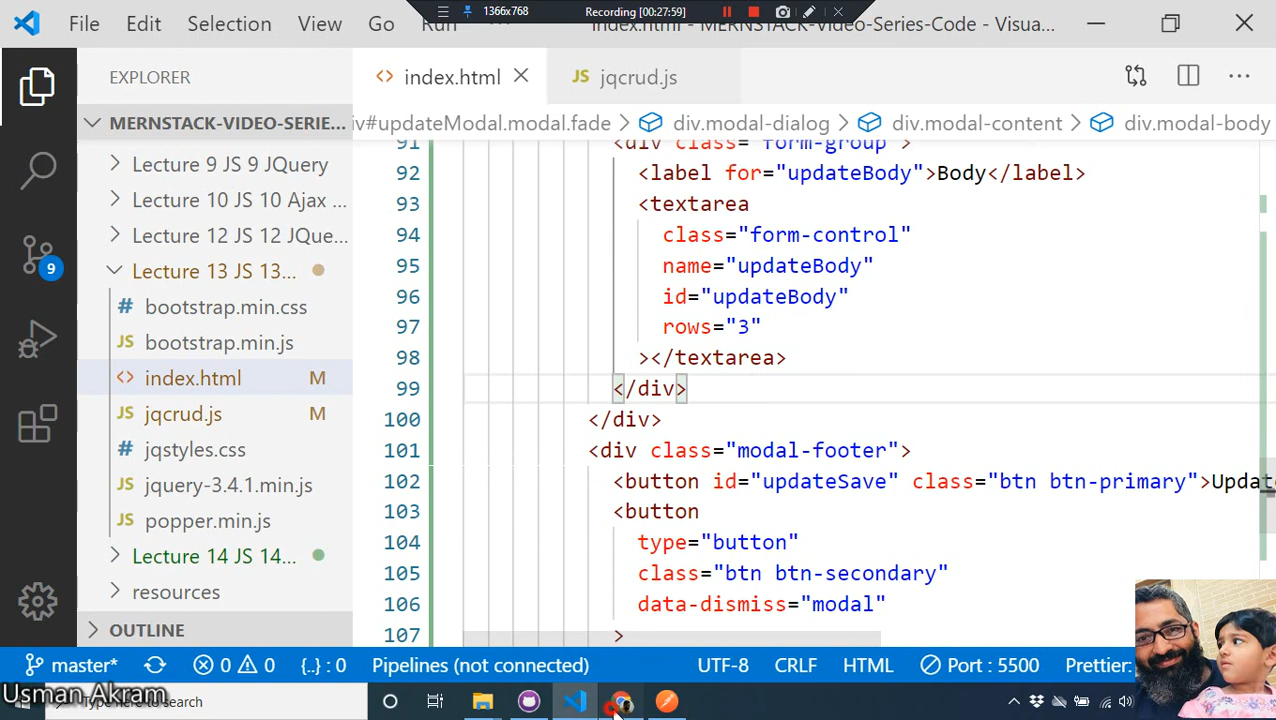 File Edit Selection View Go Run
1366x768 Recording [00:27:59]
index.html - MERNSTACK-Video-Series-Code - Visua...
EXPLORER
index.html
JS jqcrud.js
MERNSTACK-VIDEO-SERIE...
iv#updateModal.modal.fade > div.modal-dialog > div.modal-content > div.modal-body
Lecture 9 JS 9 JQuery
Lecture 10 JS 10 Ajax ...
Lecture 12 JS 12 JQue...
Lecture 13 JS 13...
# bootstrap.min.css
JS bootstrap.min.js
<> index.html M
JS jqcrud.js M
# jqstyles.css
JS jquery-3.4.1.min.js
JS popper.min.js
Lecture 14 JS 14...
resources
OUTLINE
9
91 <div class="form-group">
92 <label for="updateBody">Body</label>
93 <textarea
94 class="form-control"
95 name="updateBody"
96 id="updateBody"
97 rows="3"
98 ></textarea>
99 </div>
100 </div>
101 <div class="modal-footer">
102 <button id="updateSave" class="btn btn-primary">Updat
103 <button
104 type="button"
105 class="btn btn-secondary"
106 data-dismiss="modal"
107 >
master* 0 0 {..} : 0 Pipelines (not connected) UTF-8 CRLF HTML Port : 5500 Prettier:
Usman Akram
here to search